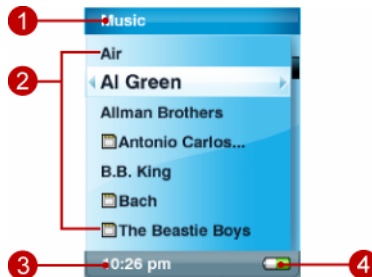 1
Music
2
Air
Al Green
Allman Brothers
Antonio Carlos...
B.B. King
Bach
The Beastie Boys
3
10:26 pm
4